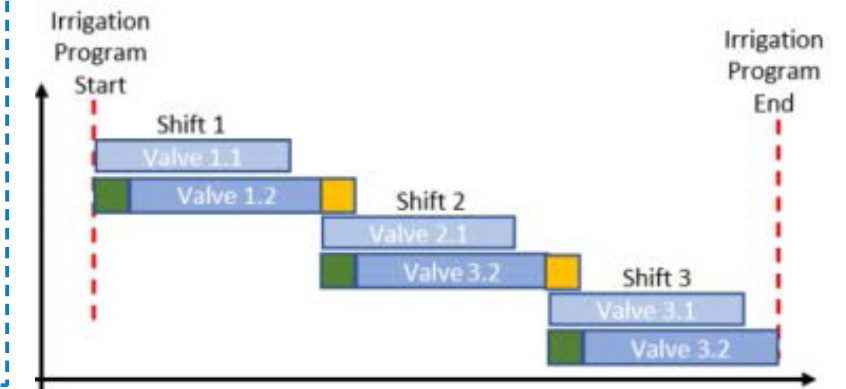 Irrigation
Program
Start
Irrigation
Program
End
Shift 1
Valve 1.1
Valve 1.2
Shift 2
Valve 2.1
Valve 3.2
Shift 3
Valve 3.1
Valve 3.2